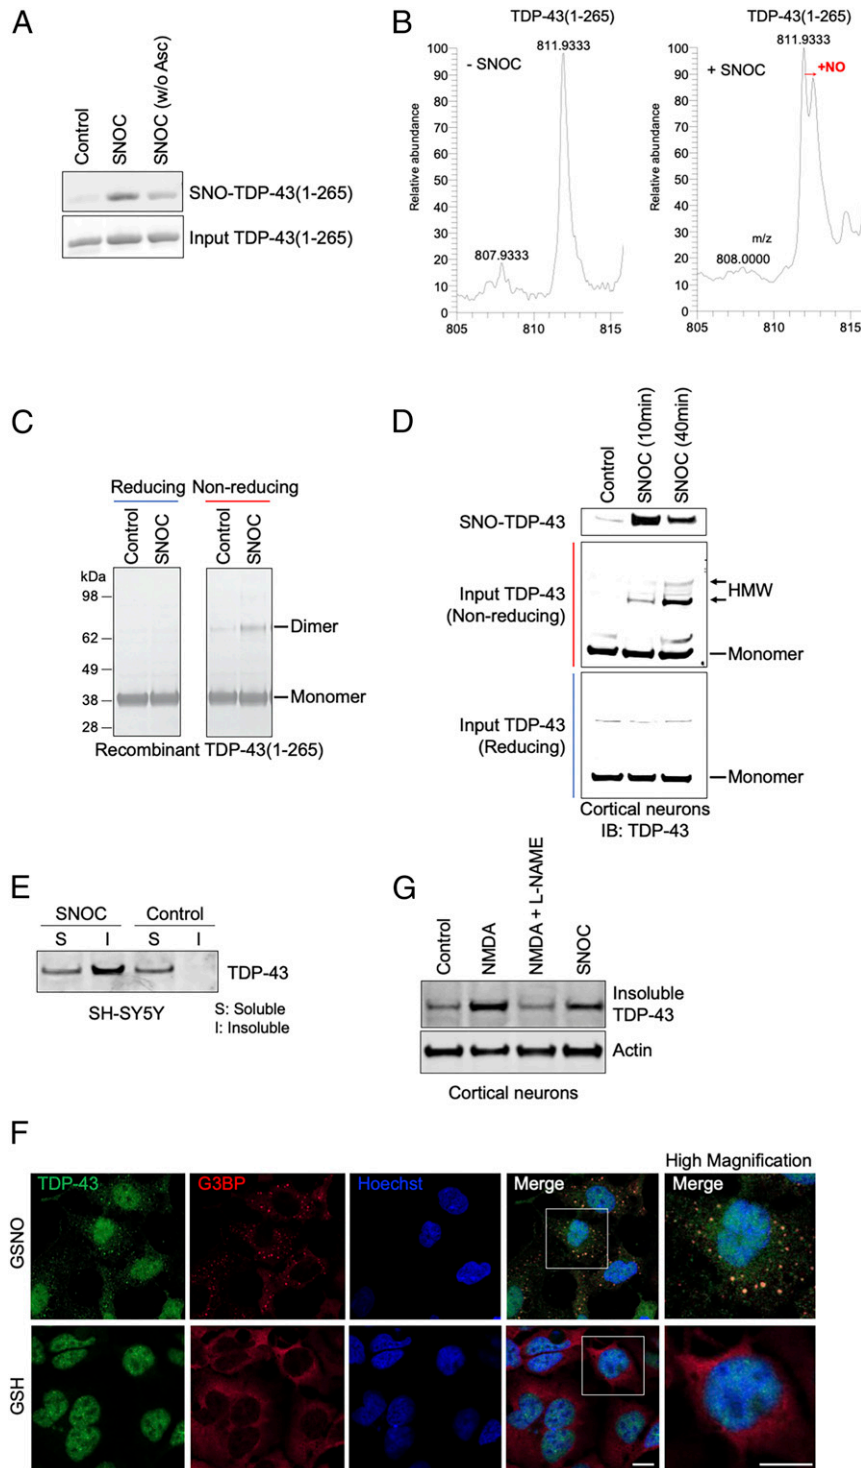 A
Control
SNOC
SNOC (w/o Asc)
SNO-TDP-43(1-265)
Input TDP-43(1-265)
B
TDP-43(1-265)
811.9333
- SNOC
807.9333
Relative abundance
100
90
80
70
60
50
40
30
20
10
0
805
810
815
TDP-43(1-265)
811.9333
+ SNOC
+NO
m/z
808.0000
Relative abundance
100
90
80
70
60
50
40
30
20
10
0
805
810
815
C
Reducing
Non-reducing
Control
SNOC
Control
SNOC
kDa
98
62
49
38
28
Dimer
Monomer
Recombinant TDP-43(1-265)
D
Control
SNOC (10min)
SNOC (40min)
SNO-TDP-43
Input TDP-43
(Non-reducing)
HMW
Monomer
Input TDP-43
(Reducing)
Monomer
Cortical neurons
IB: TDP-43
E
SNOC
Control
S
I
S
I
TDP-43
SH-SY5Y
S: Soluble
I: Insoluble
G
Control
NMDA
NMDA + L-NAME
SNOC
Insoluble
TDP-43
Actin
Cortical neurons
F
High Magnification
TDP-43
G3BP
Hoechst
Merge
Merge
GSNO
GSH